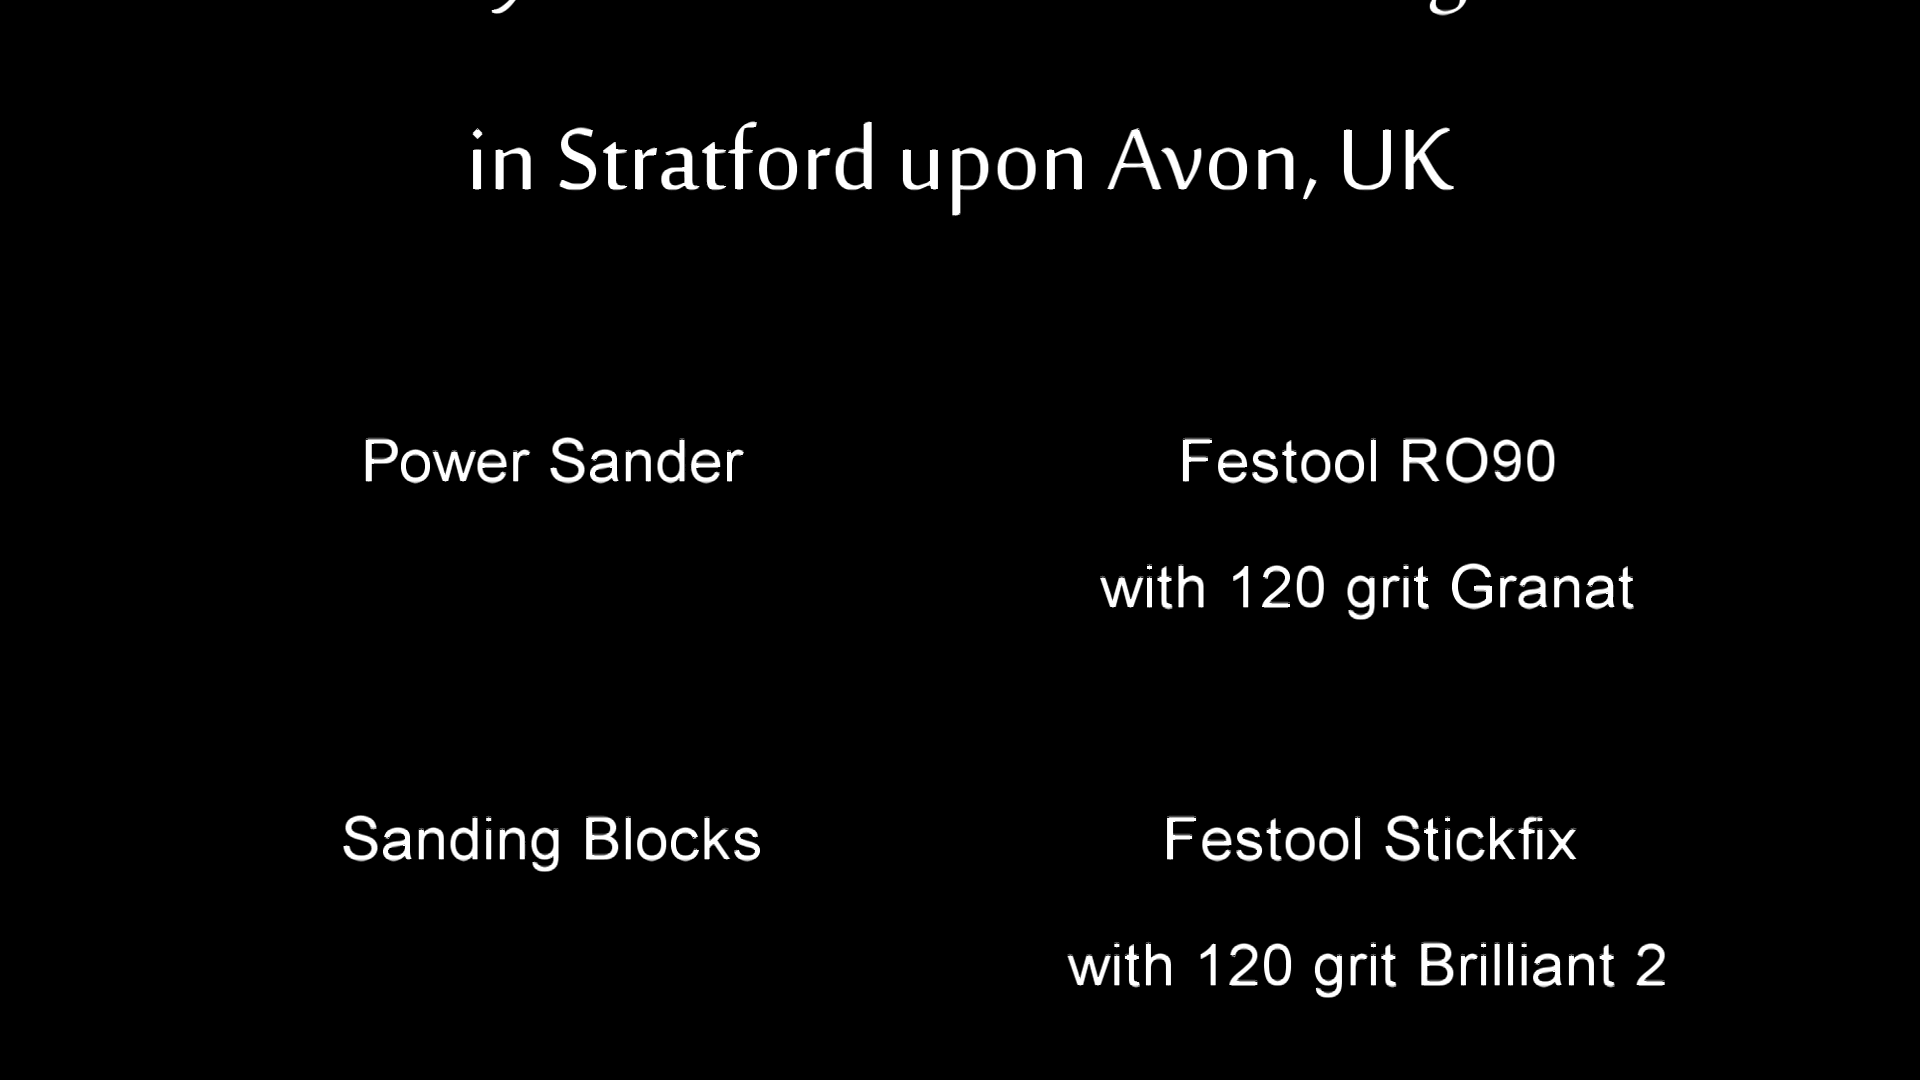 in Stratford upon Avon, UK
Power Sander
Festool RO90
with 120 grit Granat
Sanding Blocks
Festool Stickfix
with 120 grit Brilliant 2